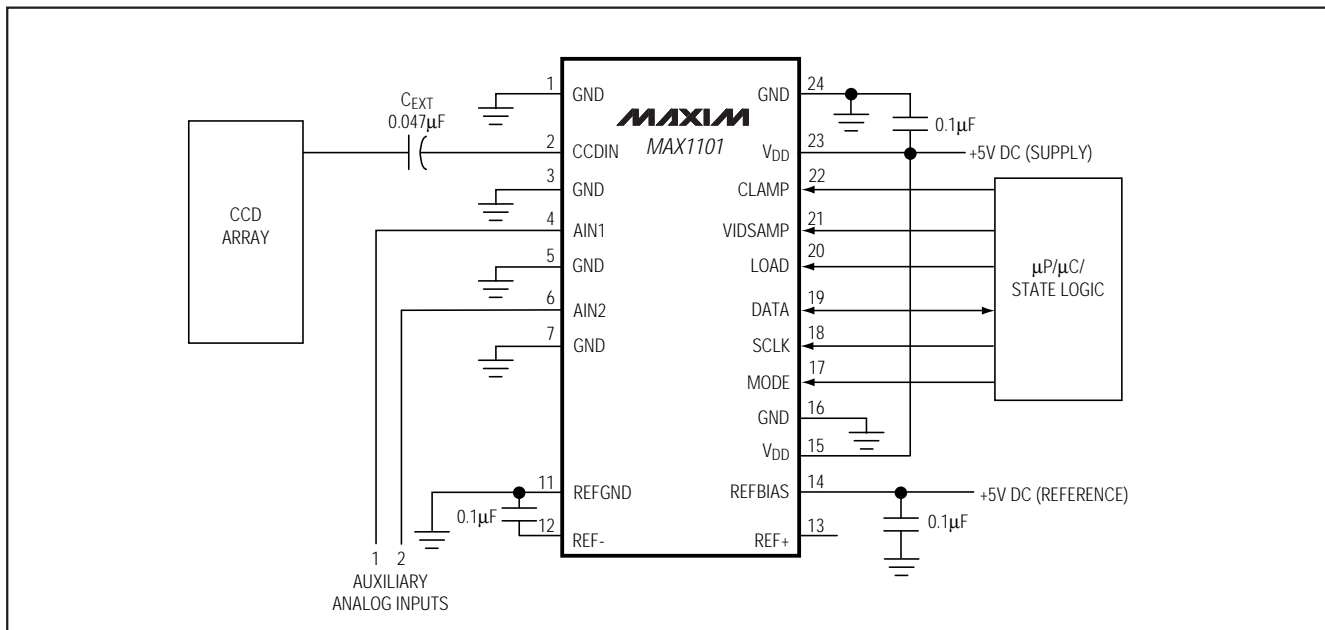 CCD
ARRAY
CEXT
0.047μF
1
GND
2
CCDIN
3
GND
4
AIN1
5
GND
6
AIN2
7
GND
11
REFGND
0.1μF
12
REF-
1 2
AUXILIARY
ANALOG INPUTS
MAXIM
MAX1101
24
GND
0.1μF
23
VDD
+5V DC (SUPPLY)
22
CLAMP
21
VIDSAMP
20
LOAD
19
DATA
18
SCLK
17
MODE
16
GND
15
VDD
14
REFBIAS
+5V DC (REFERENCE)
0.1μF
13
REF+
μP/μC/
STATE LOGIC